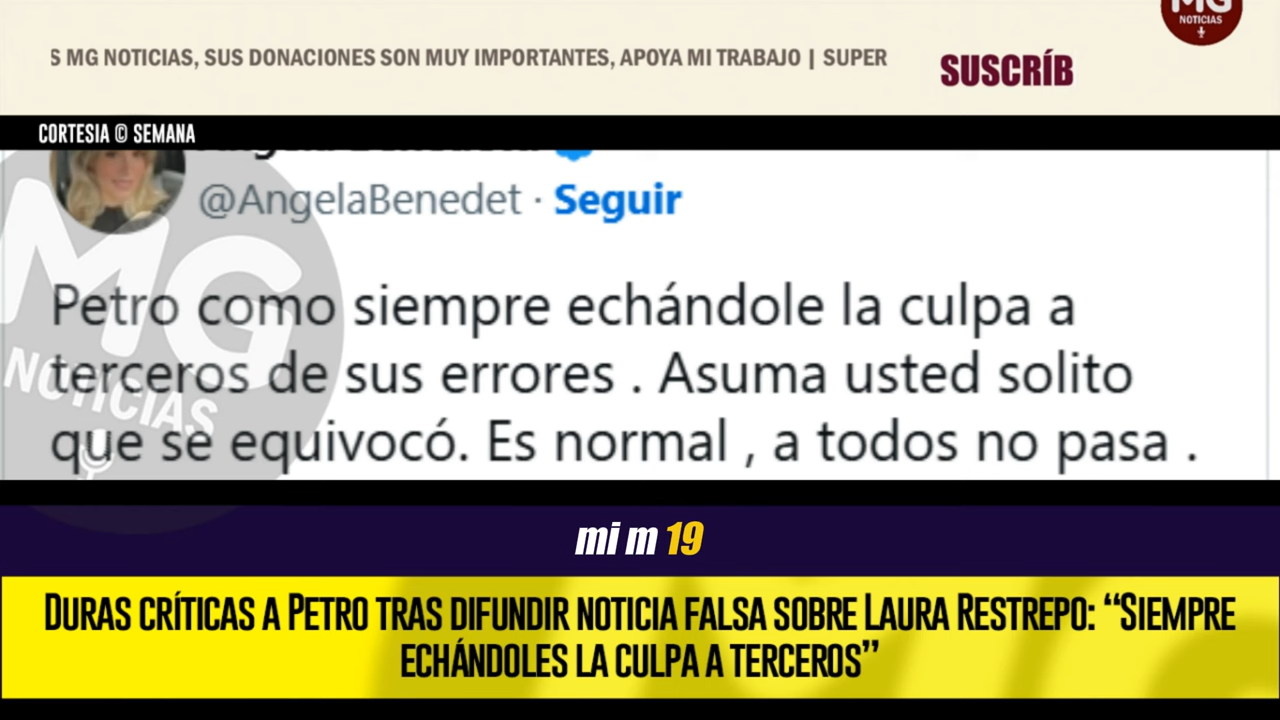 MG
NOTICIAS
S MG NOTICIAS, SUS DONACIONES SON MUY IMPORTANTES, APOYA MI TRABAJO | SUPER
SUSCRÍB
CORTESIA © SEMANA
@AngelaBenedet · Seguir
Petro como siempre echándole la culpa a
terceros de sus errores . Asuma usted solito
que se equivocó. Es normal , a todos no pasa .
MG
NOTICIAS
mi m 19
DURAS CRÍTICAS A PETRO TRAS DIFUNDIR NOTICIA FALSA SOBRE LAURA RESTREPO: “SIEMPRE
ECHÁNDOLES LA CULPA A TERCEROS”